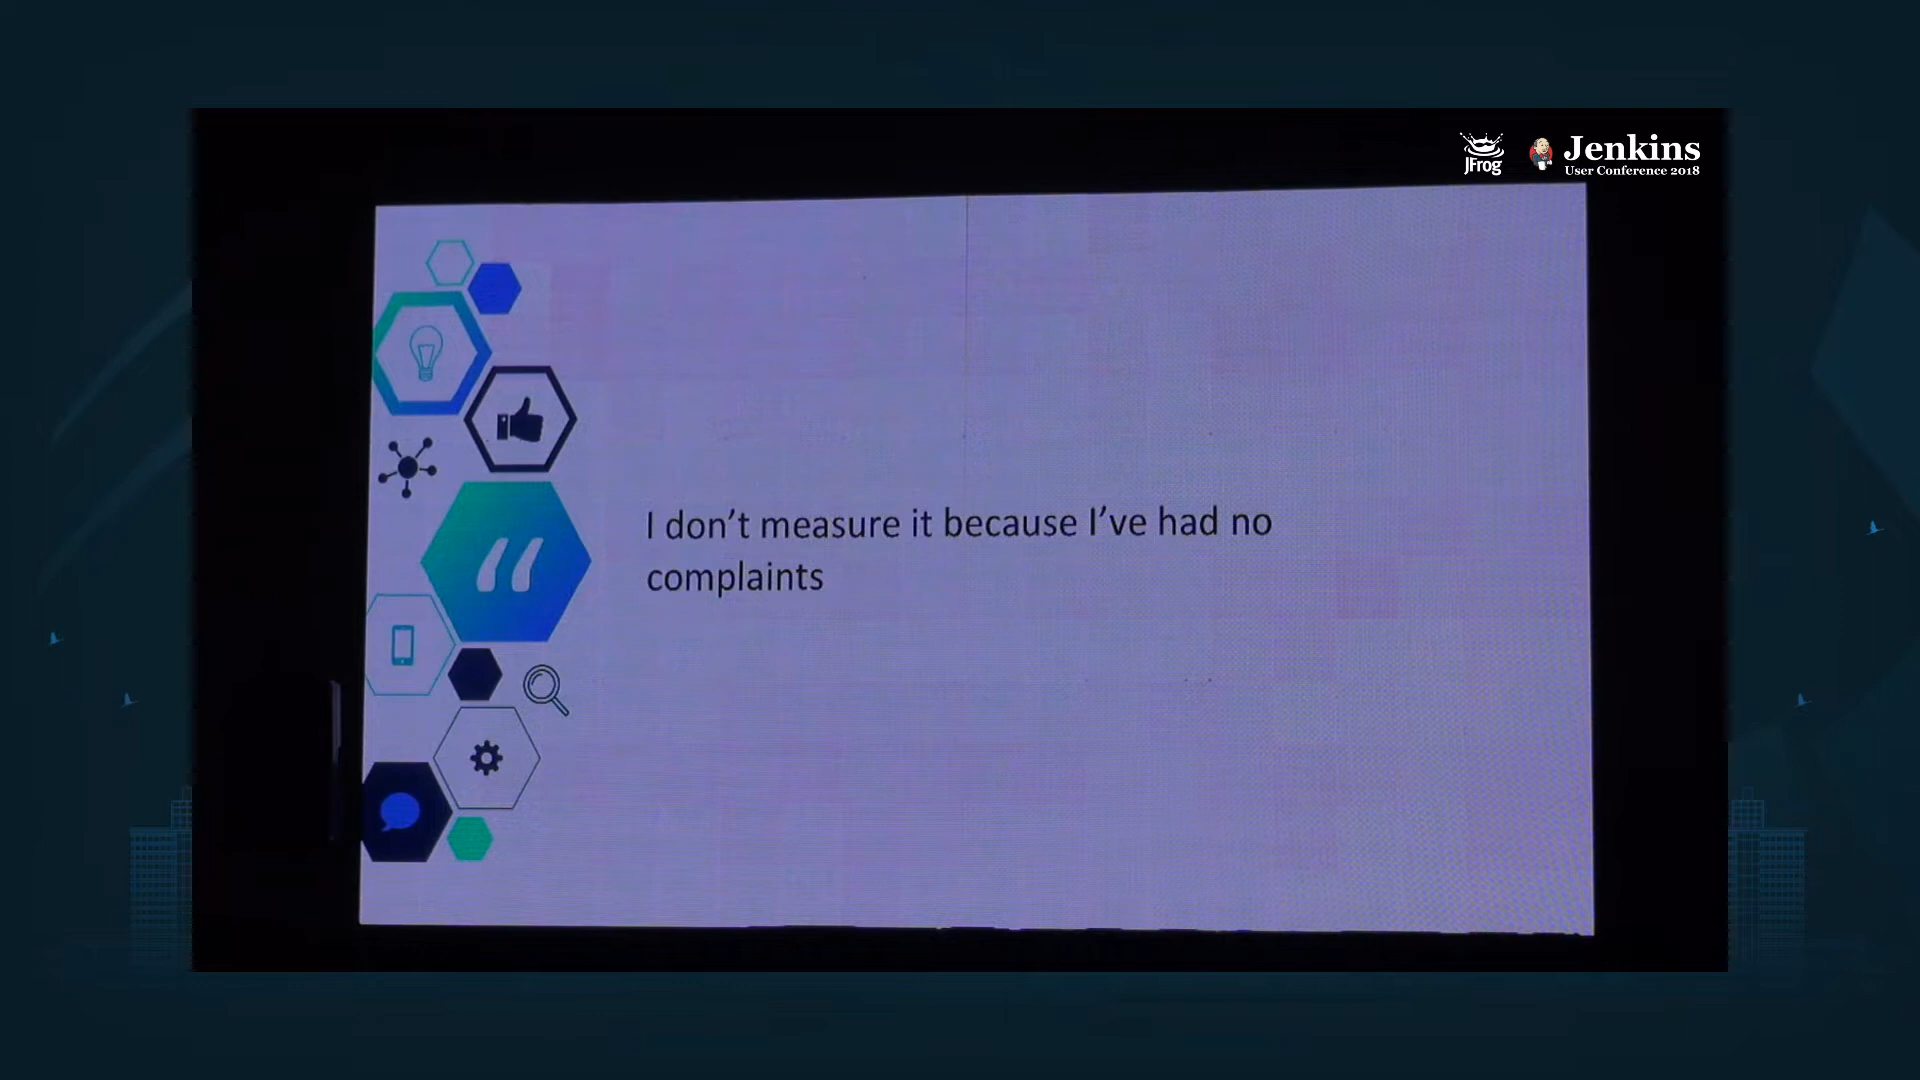 JFrog
Jenkins
User Conference 2018
“
I don’t measure it because I’ve had no
complaints